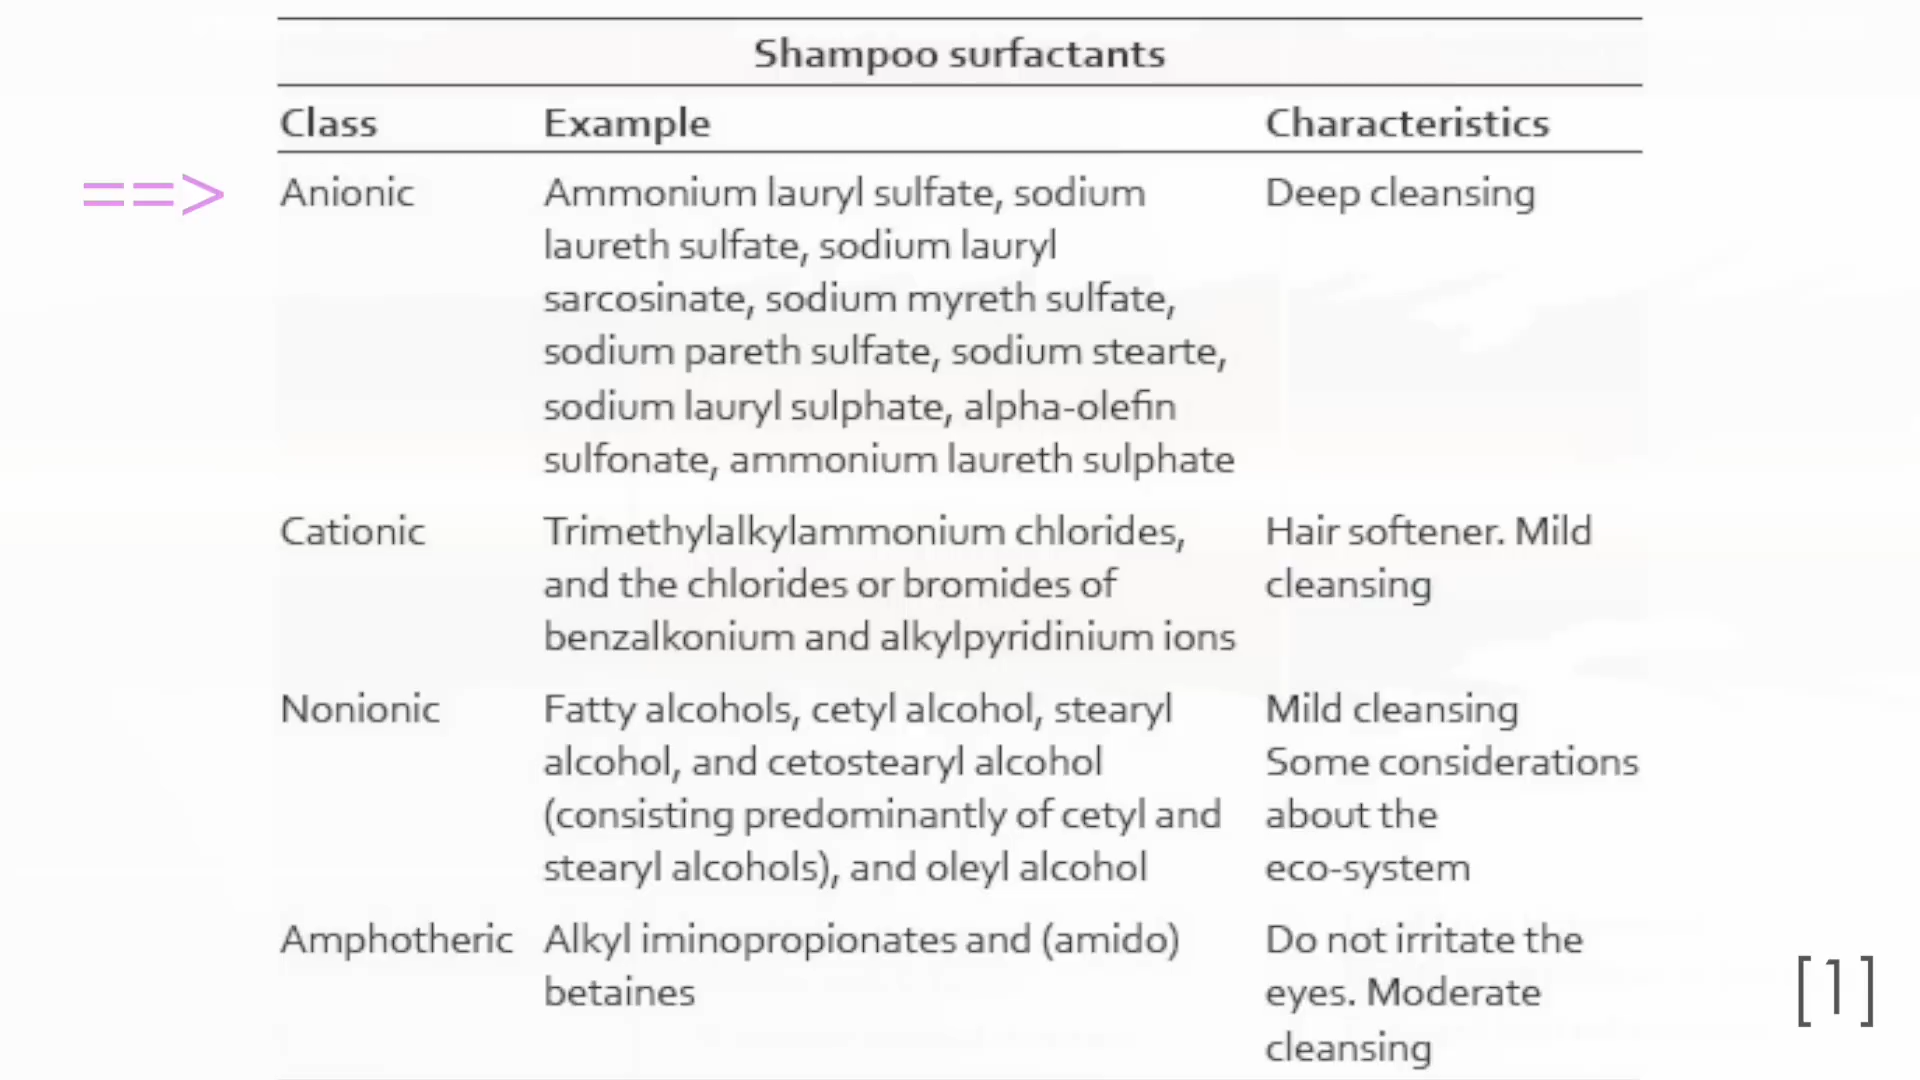 Shampoo surfactants
Class Example Characteristics
==> Anionic Ammonium lauryl sulfate, sodium Deep cleansing
laureth sulfate, sodium lauryl
sarcosinate, sodium myreth sulfate,
sodium pareth sulfate, sodium stearte,
sodium lauryl sulphate, alpha-olefin
sulfonate, ammonium laureth sulphate
Cationic Trimethylalkylammonium chlorides, Hair softener. Mild
and the chlorides or bromides of cleansing
benzalkonium and alkylpyridinium ions
Nonionic Fatty alcohols, cetyl alcohol, stearyl Mild cleansing
alcohol, and cetostearyl alcohol Some considerations
(consisting predominantly of cetyl and about the
stearyl alcohols), and oleyl alcohol eco-system
Amphotheric Alkyl iminopropionates and (amido) Do not irritate the
betaines eyes. Moderate
cleansing
[1]